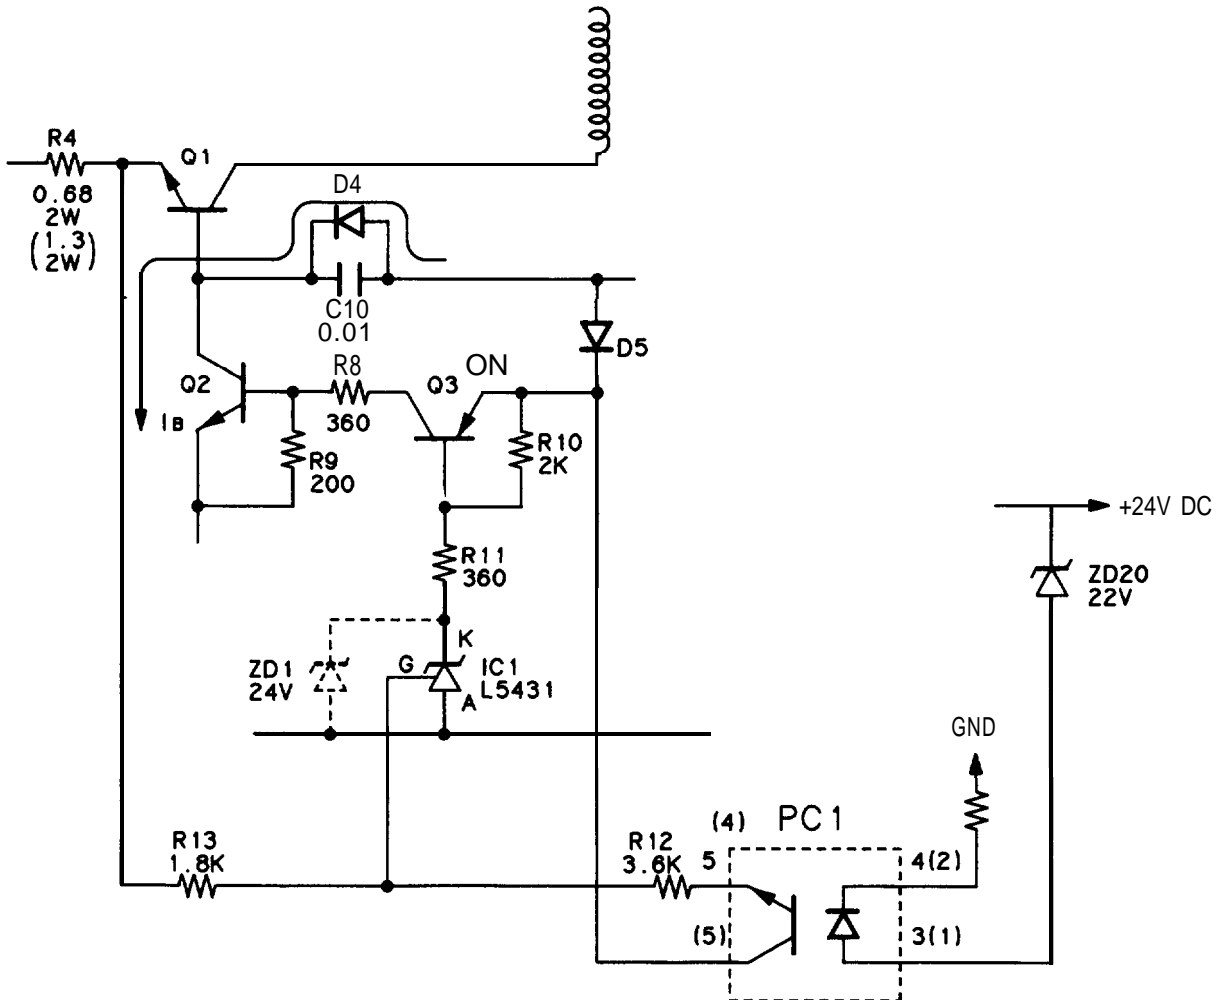 R4
0.68
2W
(1.3
2W)
Q1
D4
C10
0.01
D5
Q2
IB
R8
360
Q3
ON
R9
200
R10
2K
R11
360
+24V DC
ZD20
22V
ZD1
24V
K
G
A
IC1
L5431
GND
R13
1.8K
R12
3.6K
(4)
PC1
5
4(2)
(5)
3(1)